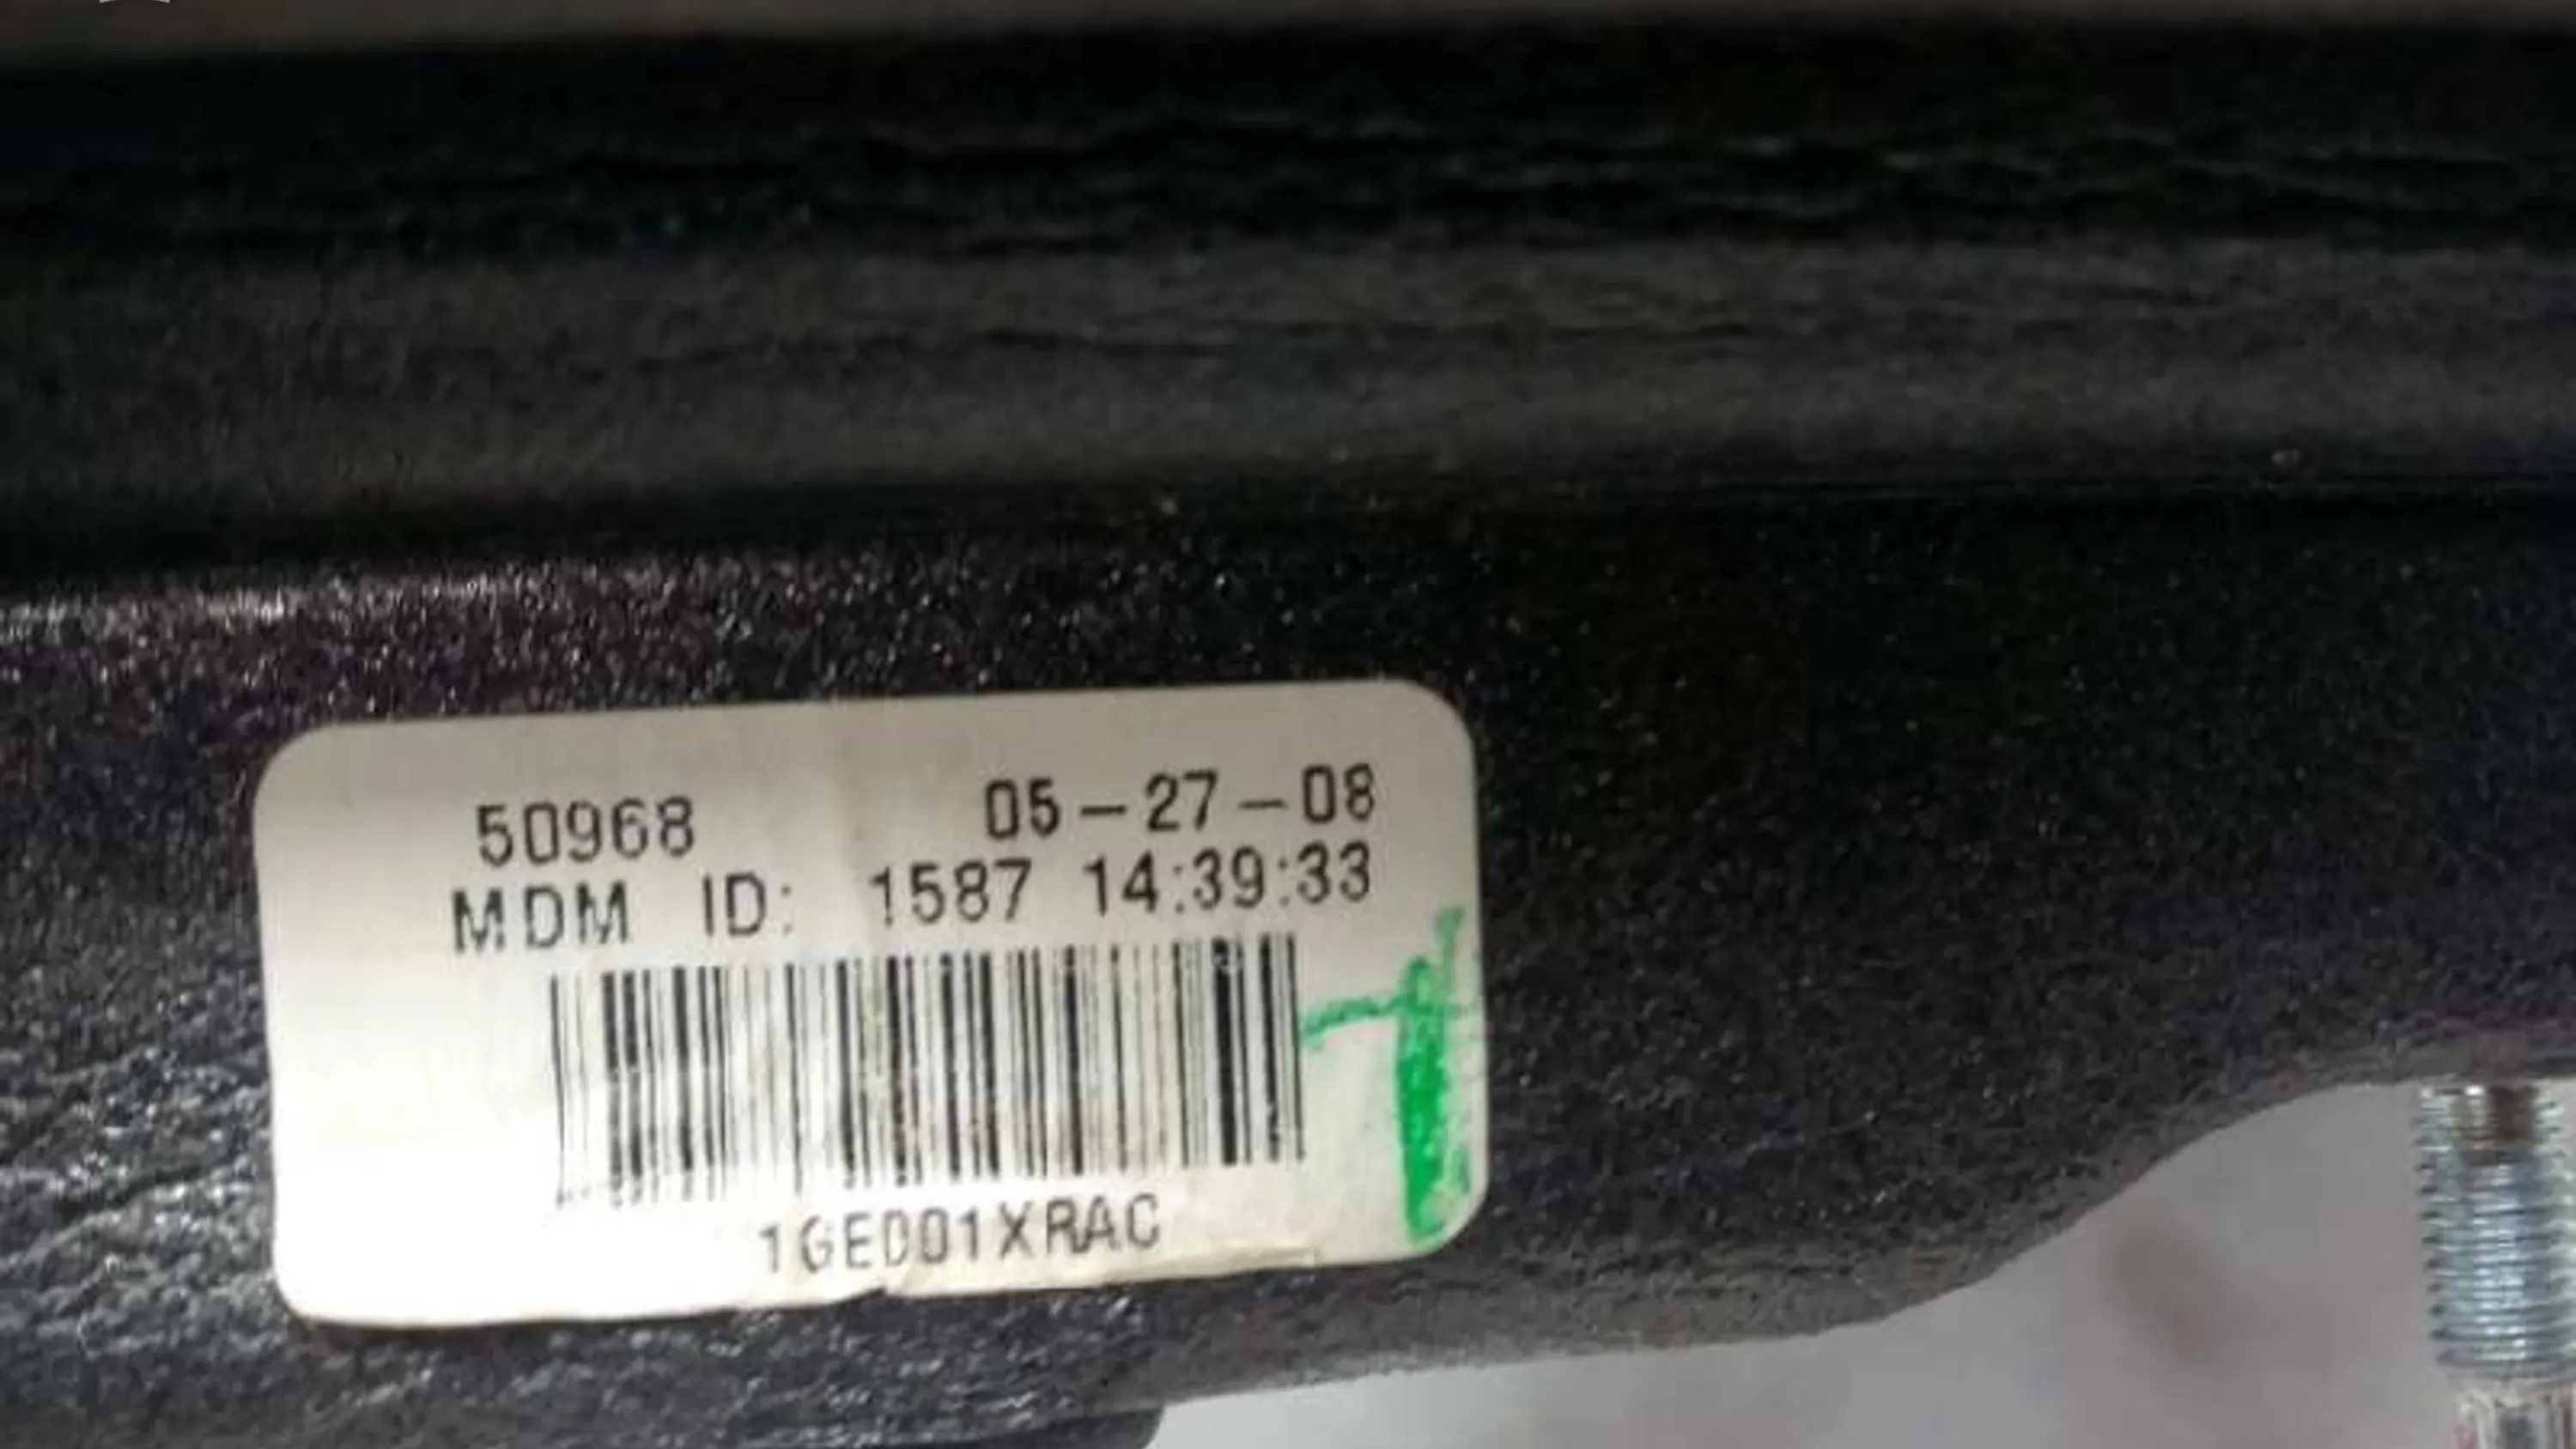 50968 05-27-08
MDM ID: 1587 14:39:33
1GED01XRAC